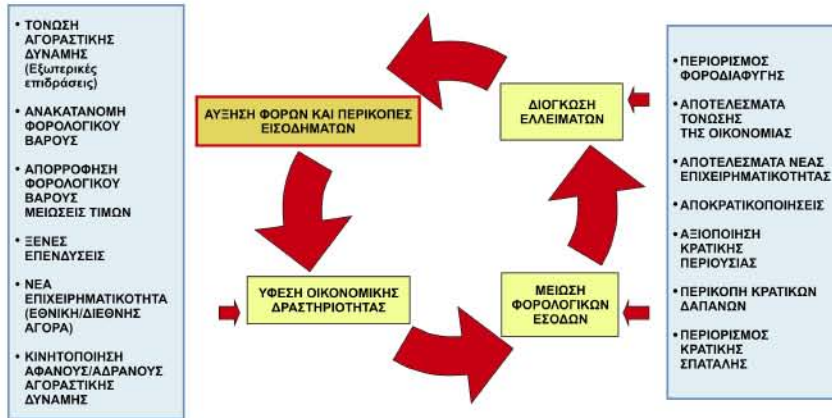 • ΤΟΝΩΣΗ
ΑΓΟΡΑΣΤΙΚΗΣ
ΔΥΝΑΜΗΣ
(Εξωτερικές
επιδράσεις)
• ΑΝΑΚΑΤΑΝΟΜΗ
ΦΟΡΟΛΟΓΙΚΟΥ
ΒΑΡΟΥΣ
• ΑΠΟΡΡΟΦΗΣΗ
ΦΟΡΟΛΟΓΙΚΟΥ
ΒΑΡΟΥΣ
ΜΕΙΩΣΕΙΣ ΤΙΜΩΝ
• ΞΕΝΕΣ
ΕΠΕΝΔΥΣΕΙΣ
• ΝΕΑ
ΕΠΙΧΕΙΡΗΜΑΤΙΚΟΤΗΤΑ
(ΕΘΝΙΚΗ/ΔΙΕΘΝΗΣ
ΑΓΟΡΑ)
• ΚΙΝΗΤΟΠΟΙΗΣΗ
ΑΦΑΝΟΥΣ/ΑΔΡΑΝΟΥΣ
ΑΓΟΡΑΣΤΙΚΗΣ
ΔΥΝΑΜΗΣ
ΑΥΞΗΣΗ ΦΟΡΩΝ ΚΑΙ ΠΕΡΙΚΟΠΕΣ
ΕΙΣΟΔΗΜΑΤΩΝ
ΔΙΟΓΚΩΣΗ
ΕΛΛΕΙΜΑΤΩΝ
ΥΦΕΣΗ ΟΙΚΟΝΟΜΙΚΗΣ
ΔΡΑΣΤΗΡΙΟΤΗΤΑΣ
ΜΕΙΩΣΗ
ΦΟΡΟΛΟΓΙΚΩΝ
ΕΣΟΔΩΝ
• ΠΕΡΙΟΡΙΣΜΟΣ
ΦΟΡΟΔΙΑΦΥΓΗΣ
• ΑΠΟΤΕΛΕΣΜΑΤΑ
ΤΟΝΩΣΗΣ
ΤΗΣ ΟΙΚΟΝΟΜΙΑΣ
• ΑΠΟΤΕΛΕΣΜΑΤΑ ΝΕΑΣ
ΕΠΙΧΕΙΡΗΜΑΤΙΚΟΤΗΤΑΣ
• ΑΠΟΚΡΑΤΙΚΟΠΟΙΗΣΕΙΣ
• ΑΞΙΟΠΟΙΗΣΗ
ΚΡΑΤΙΚΗΣ
ΠΕΡΙΟΥΣΙΑΣ
• ΠΕΡΙΚΟΠΗ ΚΡΑΤΙΚΩΝ
ΔΑΠΑΝΩΝ
• ΠΕΡΙΟΡΙΣΜΟΣ
ΚΡΑΤΙΚΗΣ
ΣΠΑΤΑΛΗΣ